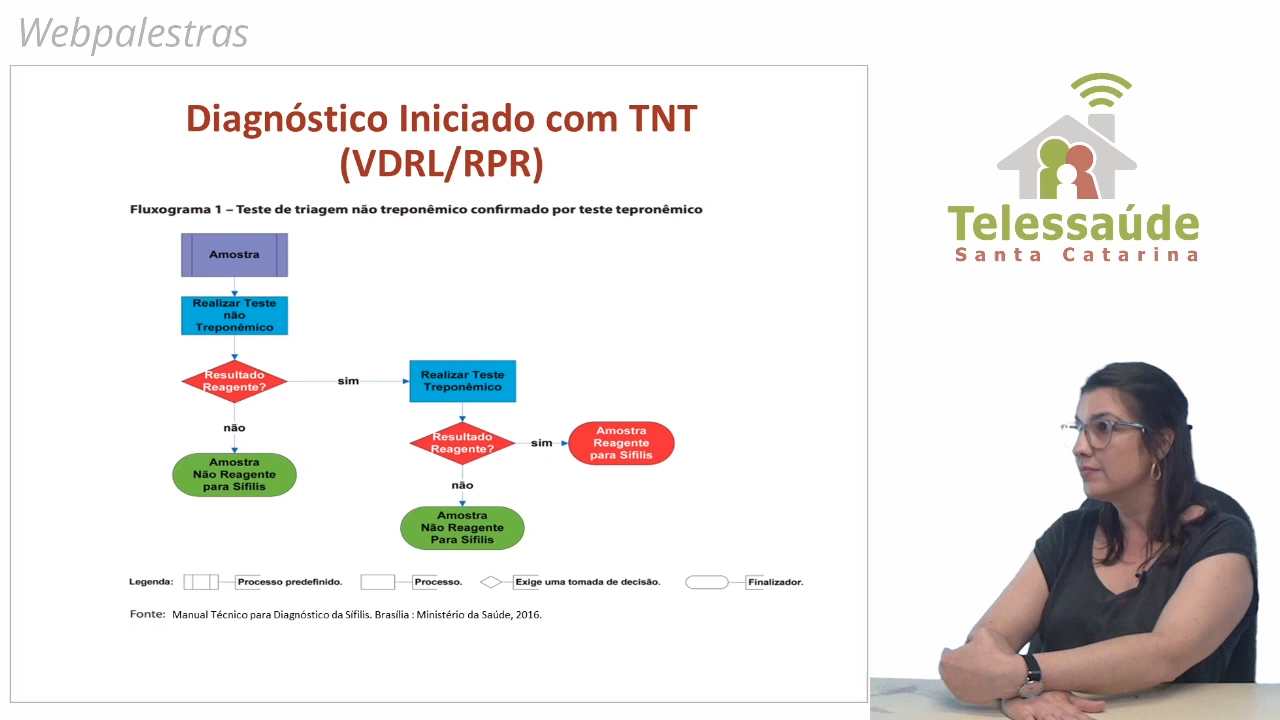 Webpalestras
Diagnóstico Iniciado com TNT
(VDRL/RPR)
Fluxograma 1 – Teste de triagem não treponêmico confirmado por teste tepronêmico
Amostra
Realizar Teste
não
Treponêmico
Resultado
Reagente?
sim
Realizar Teste
Treponêmico
não
Resultado
Reagente?
sim
Amostra
Reagente
para Sífilis
Amostra
Não Reagente
para Sífilis
não
Amostra
Não Reagente
Para Sífilis
Legenda:
Processo predefinido.
Processo.
Exige uma tomada de decisão.
Finalizador.
Fonte: Manual Técnico para Diagnóstico da Sífilis. Brasília : Ministério da Saúde, 2016.
Telessaúde
Santa Catarina